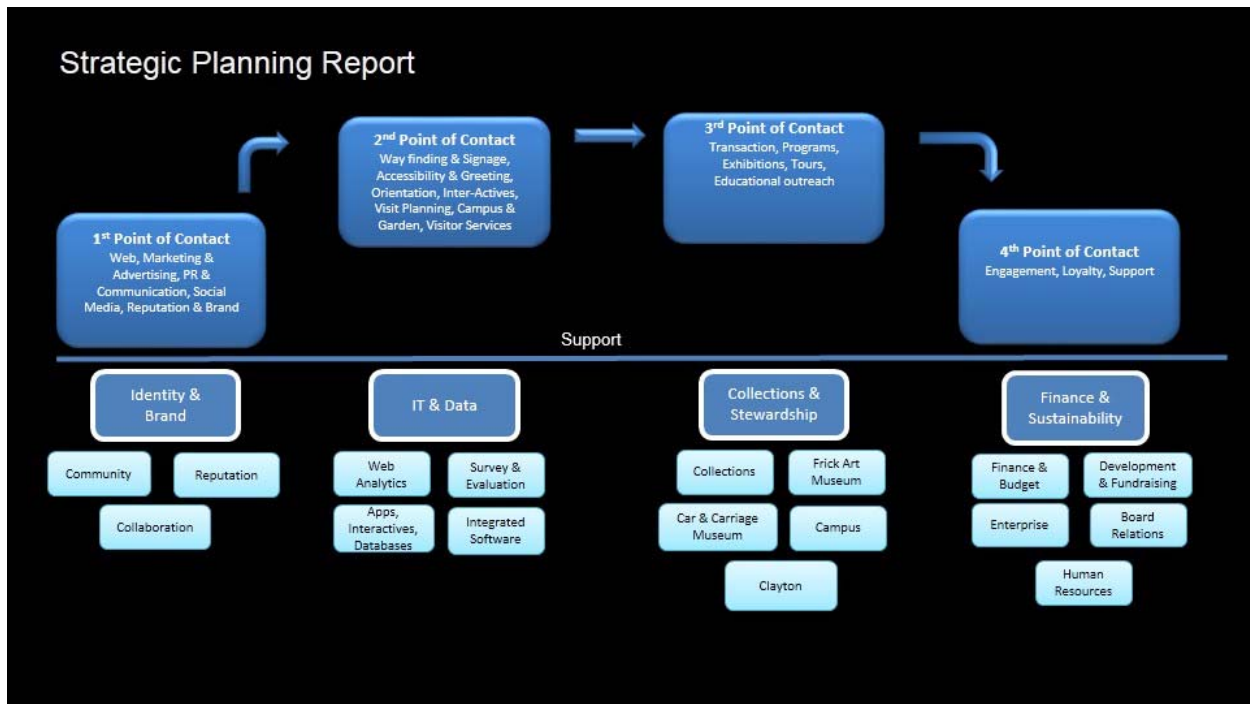 Strategic Planning Report
1st Point of Contact
Web, Marketing &
Advertising, PR &
Communication, Social
Media, Reputation & Brand
2nd Point of Contact
Way finding & Signage,
Accessibility & Greeting,
Orientation, Inter-Actives,
Visit Planning, Campus &
Garden, Visitor Services
3rd Point of Contact
Transaction, Programs,
Exhibitions, Tours,
Educational outreach
4th Point of Contact
Engagement, Loyalty, Support
Support
Identity &
Brand
Community
Reputation
Collaboration
IT & Data
Web
Analytics
Survey &
Evaluation
Apps,
Interactives,
Databases
Integrated
Software
Collections &
Stewardship
Collections
Frick Art
Museum
Car & Carriage
Museum
Campus
Clayton
Finance &
Sustainability
Finance &
Budget
Development
& Fundraising
Enterprise
Board
Relations
Human
Resources